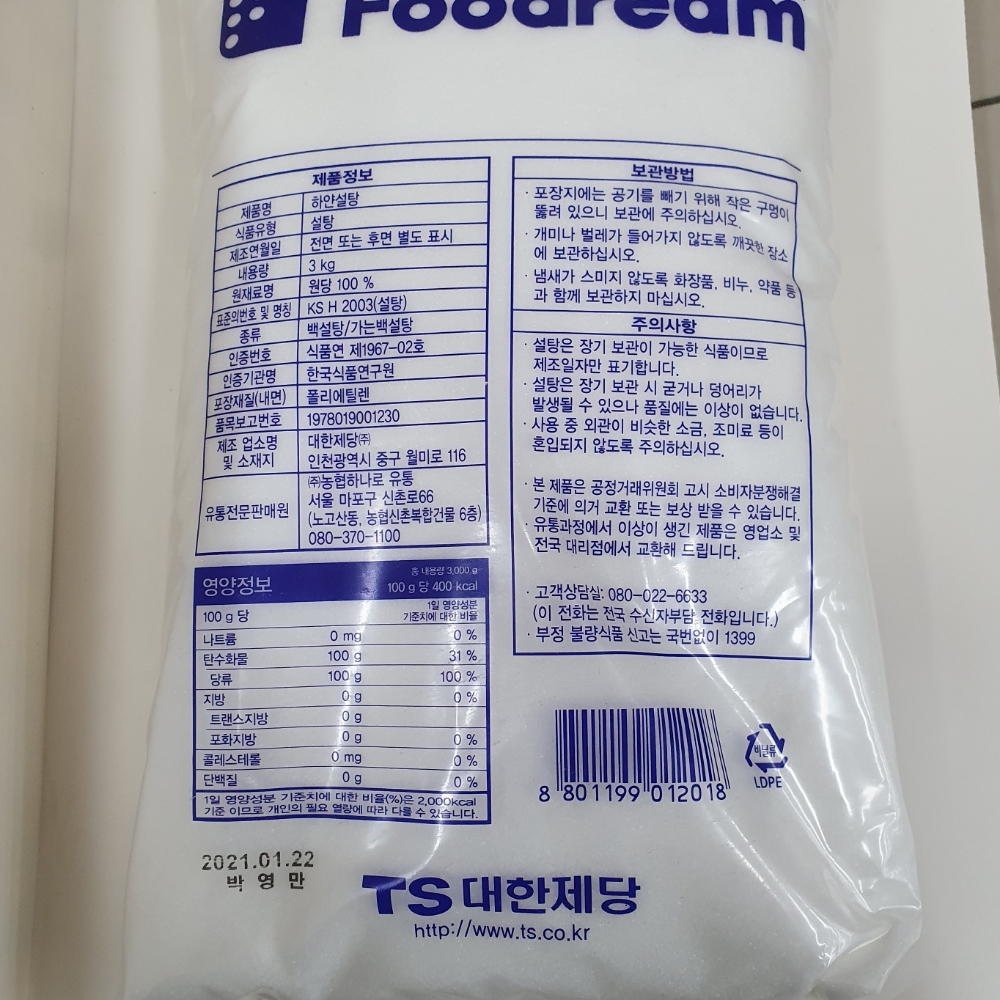 Foodream
제품정보
제품명 하얀설탕
식품유형 설탕
제조연월일 전면 또는 후면 별도 표시
내용량 3 kg
원재료명 원당 100 %
표준의번호 및 명칭 KS H 2003(설탕)
종류 백설탕/가는백설탕
인증번호 식품연 제1967-02호
인증기관명 한국식품연구원
포장재질(내면) 폴리에틸렌
품목보고번호 1978019001230
제조 업소명 대한제당㈜
및 소재지 인천광역시 중구 월미로 116
㈜농협하나로 유통
유통전문판매원 서울 마포구 신촌로66
(노고산동, 농협신촌복합건물 6층)
080-370-1100
보관방법
· 포장지에는 공기를 빼기 위해 작은 구멍이
뚫려 있으니 보관에 주의하십시오.
· 개미나 벌레가 들어가지 않도록 깨끗한 장소
에 보관하십시오.
· 냄새가 스미지 않도록 화장품, 비누, 약품 등
과 함께 보관하지 마십시오.
주의사항
· 설탕은 장기 보관이 가능한 식품이므로
제조일자만 표기합니다.
· 설탕은 장기 보관 시 굳거나 덩어리가
발생될 수 있으나 품질에는 이상이 없습니다.
· 사용 중 외관이 비슷한 소금, 조미료 등이
혼입되지 않도록 주의하십시오.
· 본 제품은 공정거래위원회 고시 소비자분쟁해결
기준에 의거 교환 또는 보상 받을 수 있습니다.
· 유통과정에서 이상이 생긴 제품은 영업소 및
전국 대리점에서 교환해 드립니다.
· 고객상담실: 080-022-6633
(이 전화는 전국 수신자부담 전화입니다.)
· 부정 불량식품 신고는 국번없이 1399
영양정보
총 내용량 3,000 g
100 g 당 400 kcal
100 g 당 1일 영양성분
기준치에 대한 비율
나트륨 0 mg 0 %
탄수화물 100 g 31 %
당류 100 g 100 %
지방 0 g 0 %
트랜스지방 0 g
포화지방 0 g 0 %
콜레스테롤 0 mg 0 %
단백질 0 g 0 %
1일 영양성분 기준치에 대한 비율(%)은 2,000kcal
기준 이므로 개인의 필요 열량에 따라 다를 수 있습니다.
8 801199 012018
비닐류
LDPE
2021.01.22
박 영 만
TS 대한제당
http://www.ts.co.kr